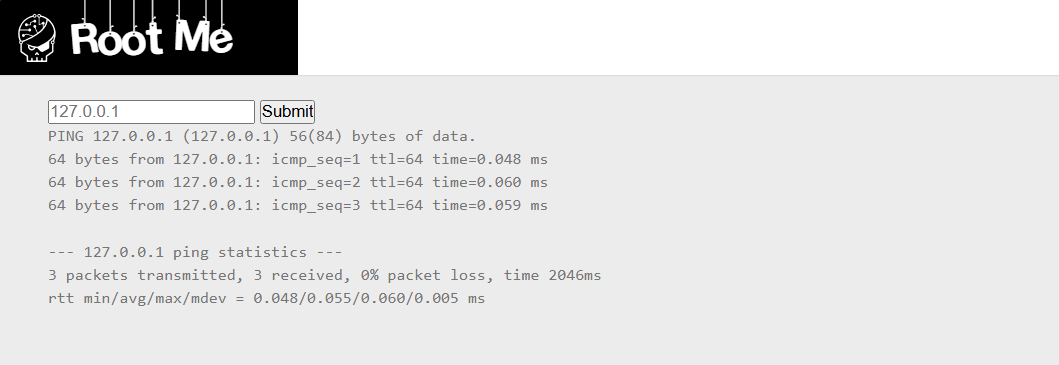 Root Me
127.0.0.1 Submit
PING 127.0.0.1 (127.0.0.1) 56(84) bytes of data.
64 bytes from 127.0.0.1: icmp_seq=1 ttl=64 time=0.048 ms
64 bytes from 127.0.0.1: icmp_seq=2 ttl=64 time=0.060 ms
64 bytes from 127.0.0.1: icmp_seq=3 ttl=64 time=0.059 ms
--- 127.0.0.1 ping statistics ---
3 packets transmitted, 3 received, 0% packet loss, time 2046ms
rtt min/avg/max/mdev = 0.048/0.055/0.060/0.005 ms